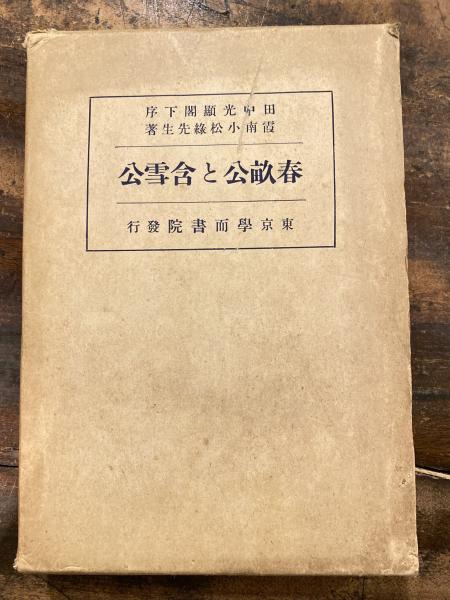 田中光顯閣下序
霞南小松綠先生著
春畝公と含雪公
東京學而書院發行